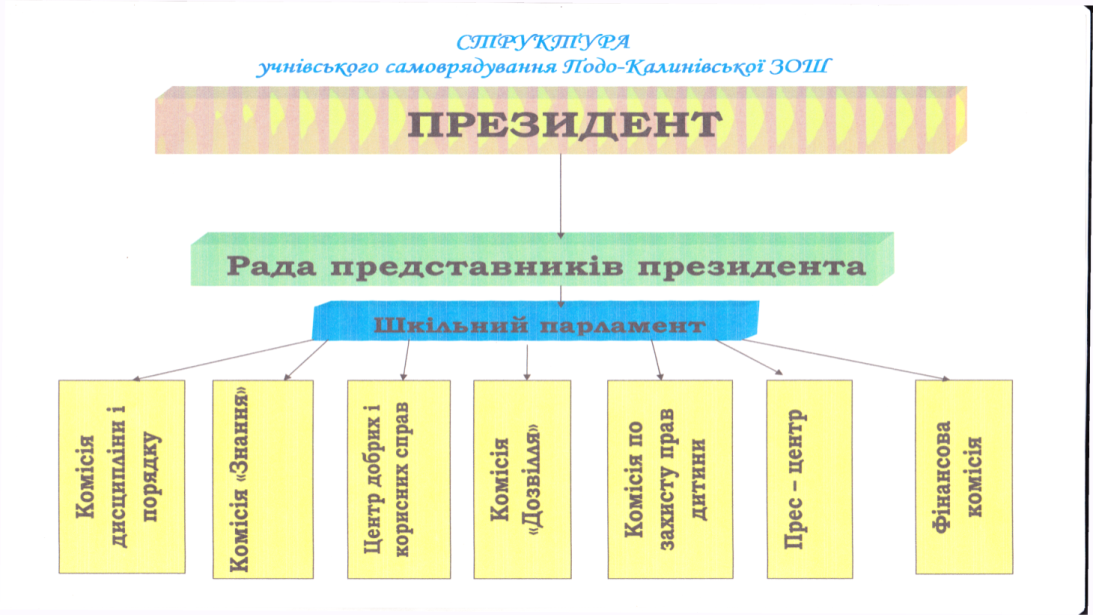 СТРУКТУРА
учнівського самоврядування Подо-Калинівської ЗОШ
ПРЕЗИДЕНТ
Рада представників президента
Шкільний парламент
Комісія
дисципліни і
порядку
Комісія «Знання»
Центр добрих і
корисних справ
Комісія
«Дозвілля»
Комісія по
захисту прав
дитини
Прес – центр
Фінансова
комісія